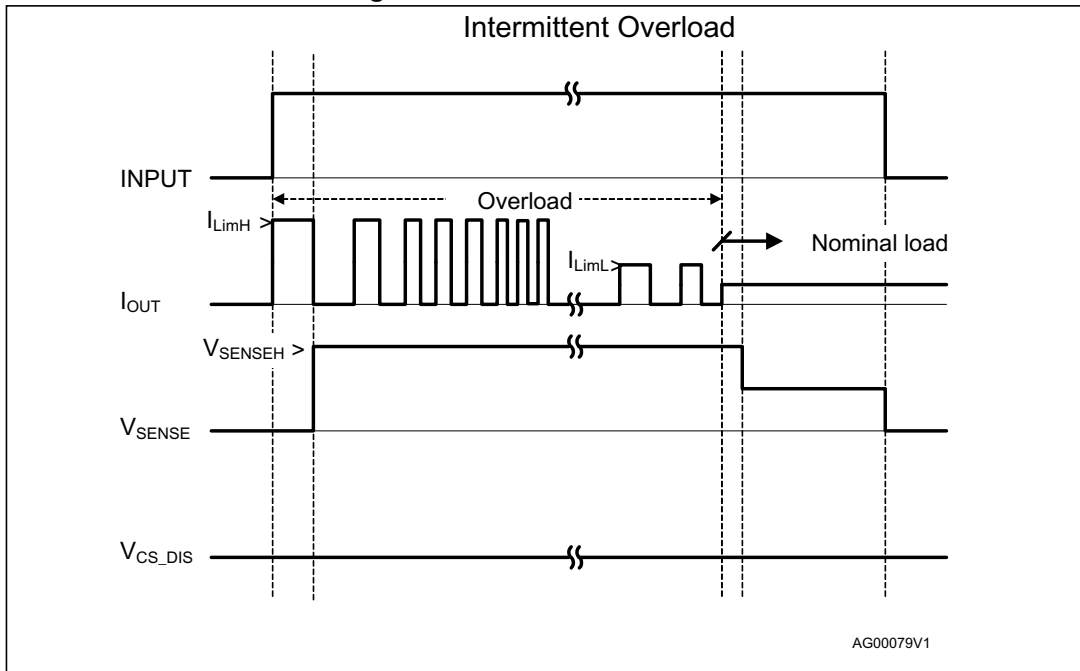 Intermittent Overload
INPUT
Overload
I_LimH >
I_LimL >
Nominal load
I_OUT
V_SENSEH >
V_SENSE
V_CS_DIS
AG00079V1